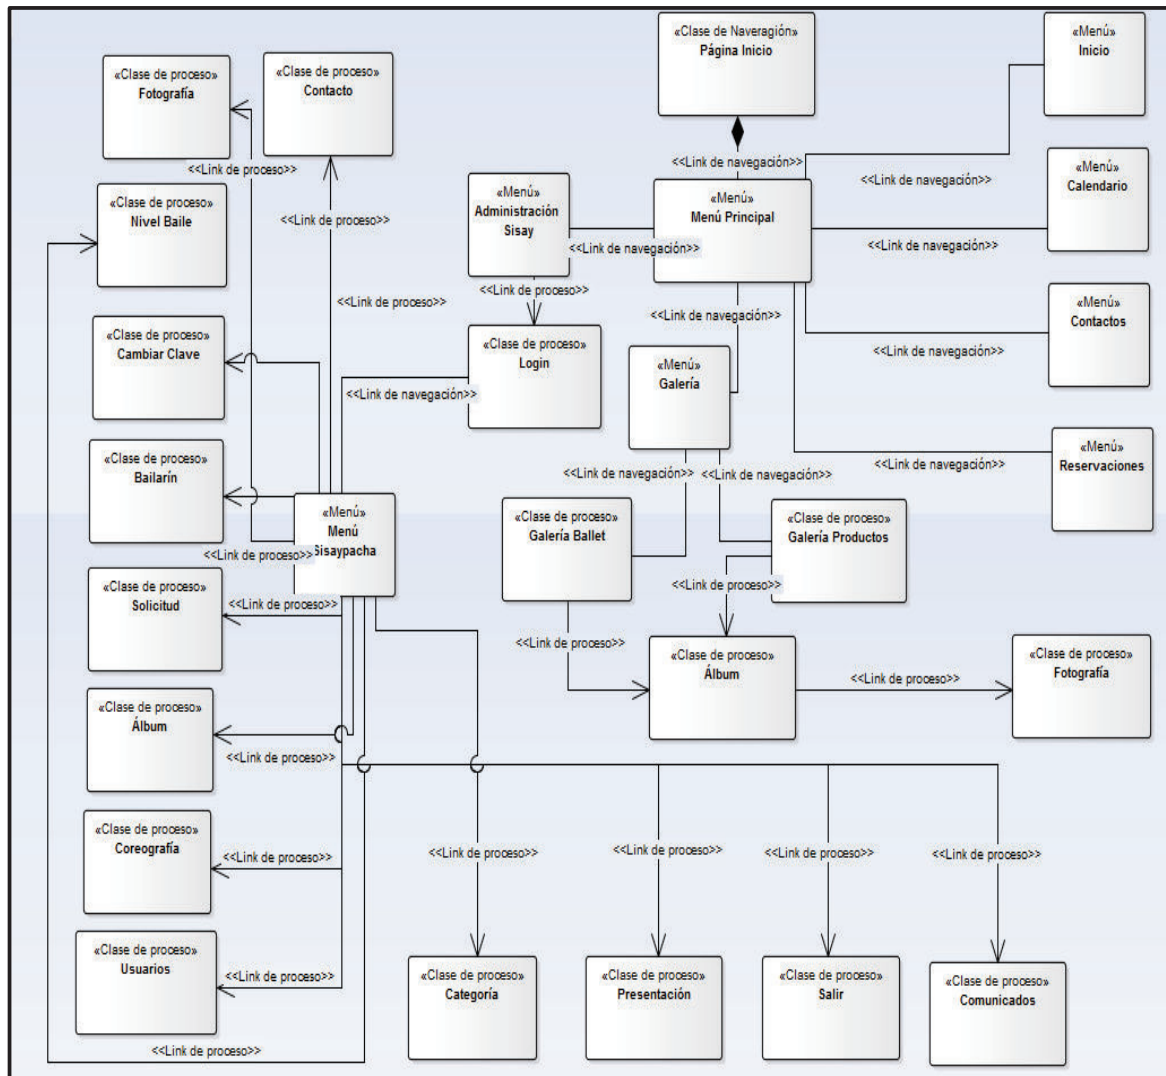 «Clase de Naveragión»
Página Inicio
«Menú»
Inicio
«Clase de proceso»
Fotografía
«Clase de proceso»
Contacto
<<Link de navegación>>
<<Link de proceso>>
<<Link de navegación>>
«Menú»
Calendario
«Menú»
Administración
Sisay
«Menú»
Menú Principal
«Clase de proceso»
Nivel Baile
<<Link de proceso>>
<<Link de navegación>>
<<Link de navegación>>
<<Link de proceso>>
<<Link de proceso>>
«Menú»
Contactos
<<Link de navegación>>
«Clase de proceso»
Cambiar Clave
«Clase de proceso»
Login
<<Link de navegación>>
«Menú»
Galería
<<Link de navegación>>
«Menú»
Reservaciones
«Clase de proceso»
Bailarín
<<Link de navegación>>
<<Link de navegación>>
<<Link de navegación>>
«Menú»
Menú
Sisaypacha
«Clase de proceso»
Galería Ballet
«Clase de proceso»
Galería Productos
<<Link de proceso>>
«Clase de proceso»
Solicitud
<<Link de proceso>>
<<Link de proceso>>
<<Link de proceso>>
«Clase de proceso»
Álbum
«Clase de proceso»
Fotografía
<<Link de proceso>>
«Clase de proceso»
Álbum
<<Link de proceso>>
«Clase de proceso»
Coreografía
<<Link de proceso>>
<<Link de proceso>>
<<Link de proceso>>
<<Link de proceso>>
<<Link de proceso>>
«Clase de proceso»
Usuarios
<<Link de proceso>>
«Clase de proceso»
Categoría
«Clase de proceso»
Presentación
«Clase de proceso»
Salir
«Clase de proceso»
Comunicados
<<Link de proceso>>